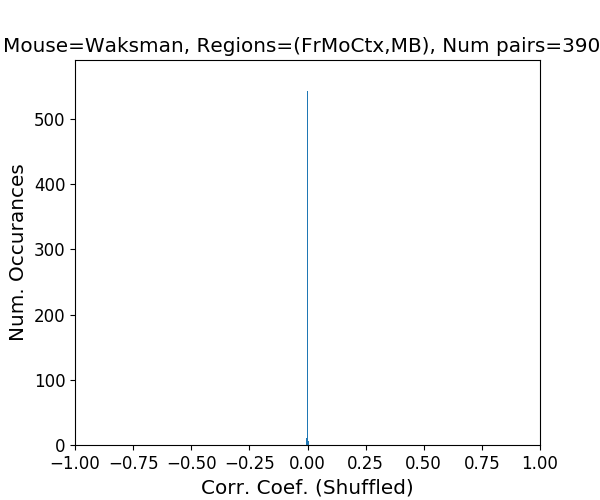 Mouse=Waksman, Regions=(FrMoCtx,MB), Num pairs=390
Num. Occurances
500
400
300
200
100
0
−1.00 −0.75 −0.50 −0.25 0.00 0.25 0.50 0.75 1.00
Corr. Coef. (Shuffled)